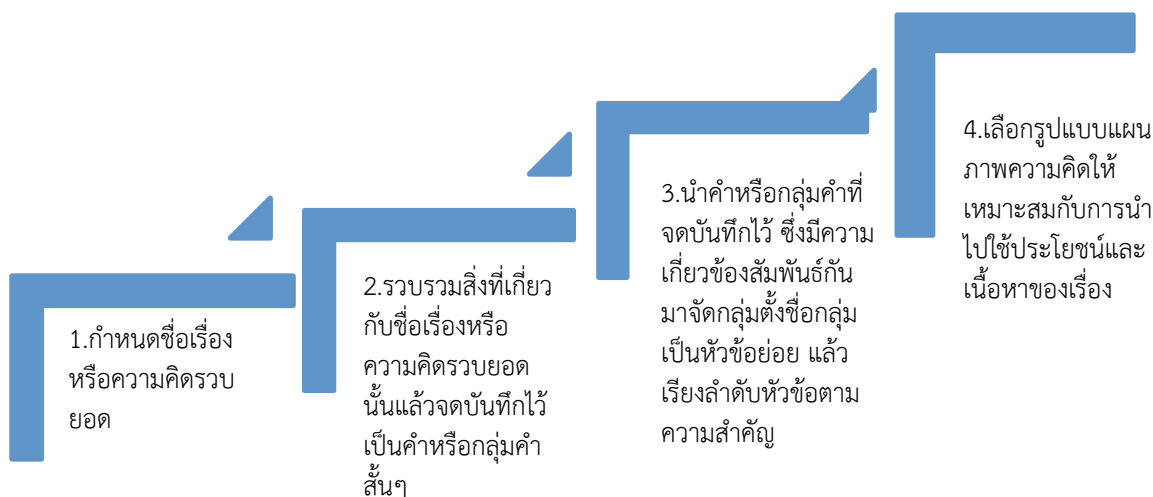 1.กำหนดชื่อเรื่อง
หรือความคิดรวบ
ยอด
2.รวบรวมสิ่งที่เกี่ยว
กับชื่อเรื่องหรือ
ความคิดรวบยอด
นั้นแล้วจดบันทึกไว้
เป็นคำหรือกลุ่มคำ
สั้นๆ
3.นำคำหรือกลุ่มคำที่
จดบันทึกไว้ ซึ่งมีความ
เกี่ยวข้องสัมพันธ์กัน
มาจัดกลุ่มตั้งชื่อกลุ่ม
เป็นหัวข้อย่อย แล้ว
เรียงลำดับหัวข้อตาม
ความสำคัญ
4.เลือกรูปแบบแผน
ภาพความคิดให้
เหมาะสมกับการนำ
ไปใช้ประโยชน์และ
เนื้อหาของเรื่อง